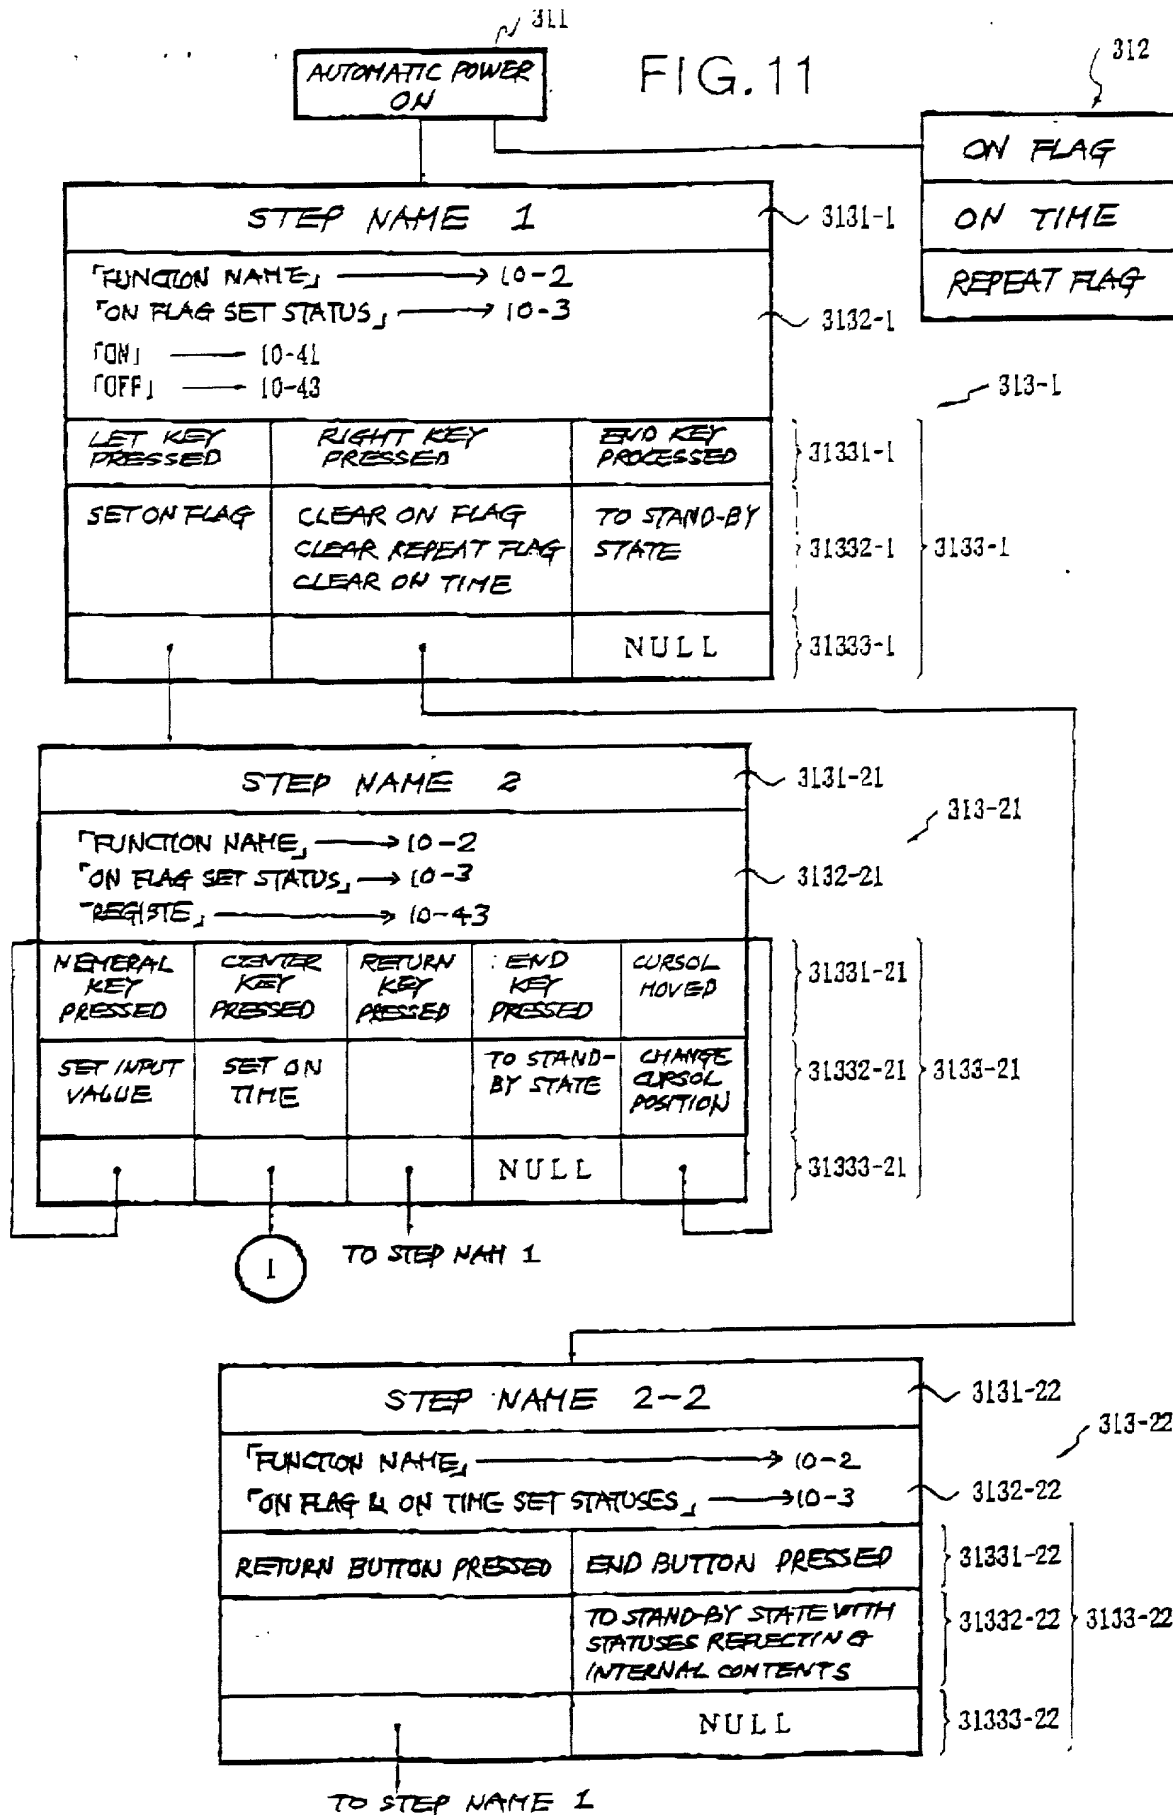 311
AUTOMATIC POWER
ON
FIG.11
312
ON FLAG
ON TIME
REPEAT FLAG
STEP NAME 1
3131-1
「FUNCTION NAME」 → 10-2
「ON FLAG SET STATUS」 → 10-3
「ON」 → 10-41
「OFF」 → 10-43
3132-1
313-1
LET KEY
PRESSED
RIGHT KEY
PRESSED
END KEY
PROCESSED
31331-1
SET ON FLAG
CLEAR ON FLAG
CLEAR REPEAT FLAG
CLEAR ON TIME
TO STAND-BY
STATE
31332-1
3133-1
NULL
31333-1
STEP NAME 2
3131-21
313-21
「FUNCTION NAME」 → 10-2
「ON FLAG SET STATUS」 → 10-3
「REGISTE」 → 10-43
3132-21
NEMERAL
KEY
PRESSED
CENTER
KEY
PRESSED
RETURN
KEY
PRESSED
END
KEY
PRESSED
CURSOL
MOVED
31331-21
SET INPUT
VALUE
SET ON
TIME
TO STAND-
BY STATE
CHANGE
CURSOL
POSITION
31332-21
3133-21
NULL
31333-21
1
TO STEP NAM 1
STEP NAME 2-2
3131-22
313-22
「FUNCTION NAME」 → 10-2
「ON FLAG & ON TIME SET STATUSES」 → 10-3
3132-22
RETURN BUTTON PRESSED
END BUTTON PRESSED
31331-22
TO STAND-BY STATE WITH
STATUSES REFLECTING
INTERNAL CONTENTS
31332-22
3133-22
NULL
31333-22
TO STEP NAME 1